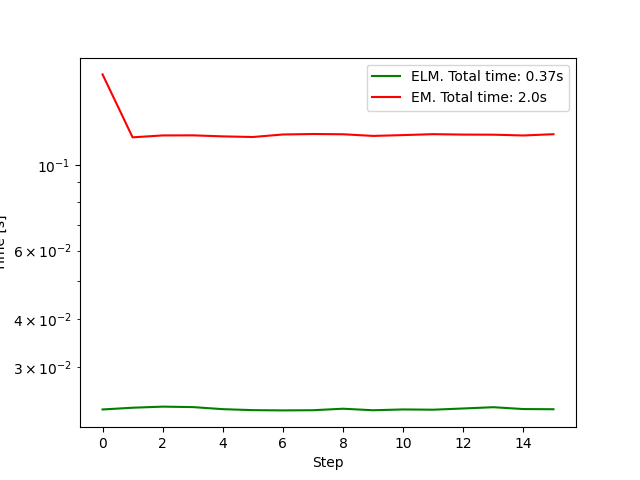 ELM. Total time: 0.37s
EM. Total time: 2.0s
10⁻¹
6 × 10⁻²
4 × 10⁻²
3 × 10⁻²
0 2 4 6 8 10 12 14
Step